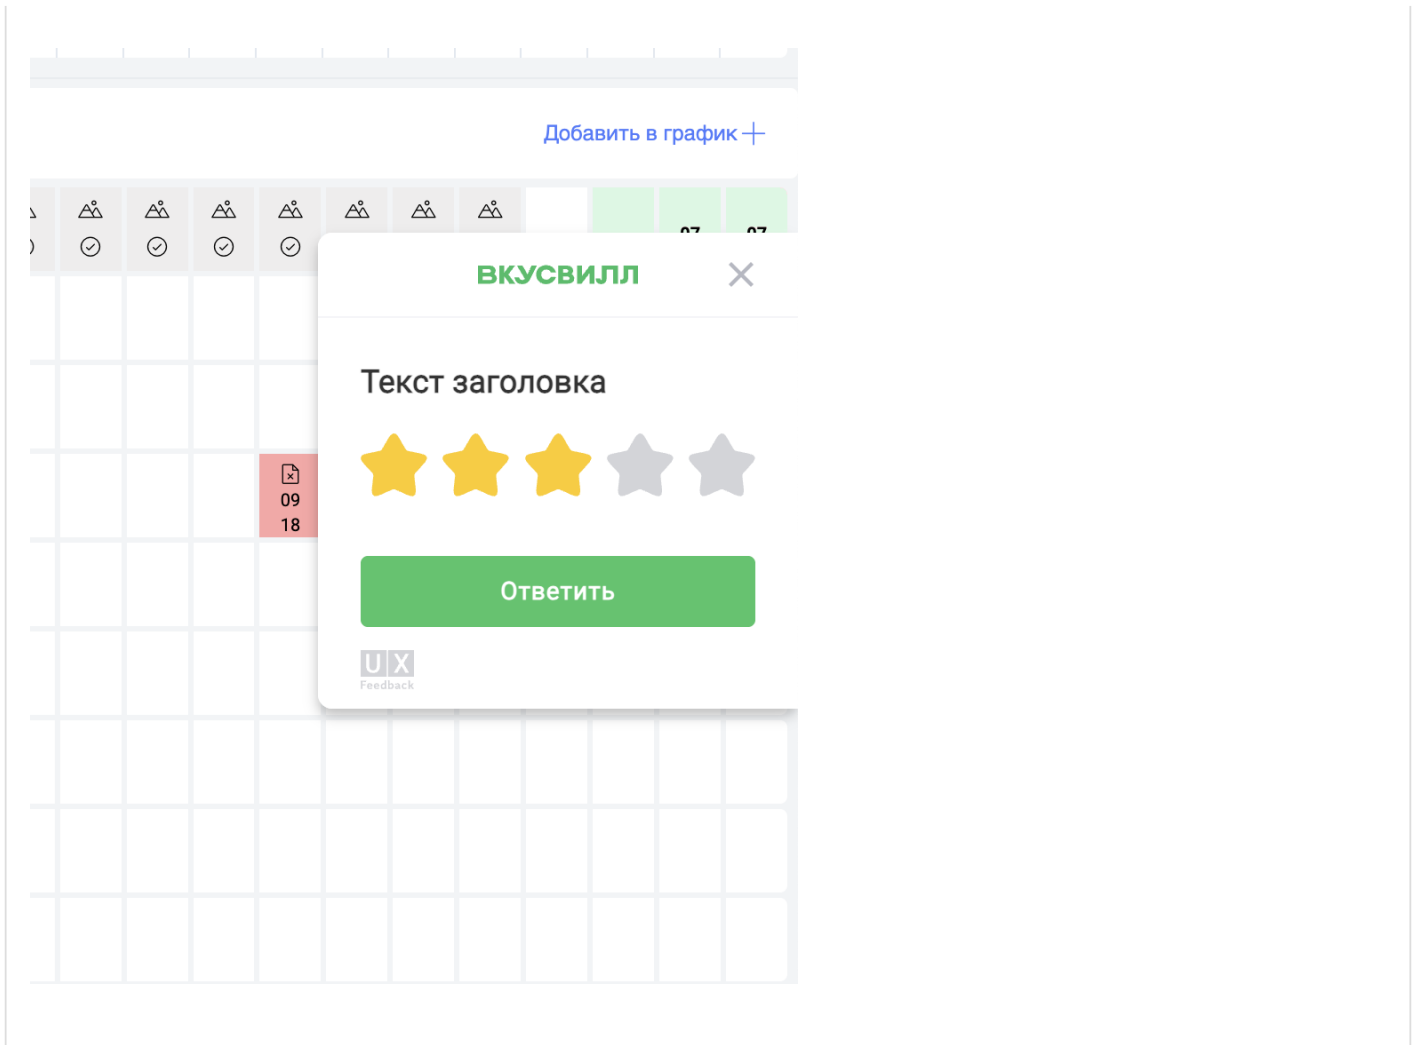 Добавить в график
ВКУСВИЛЛ
Текст заголовка
09
18
Ответить
UX
Feedback